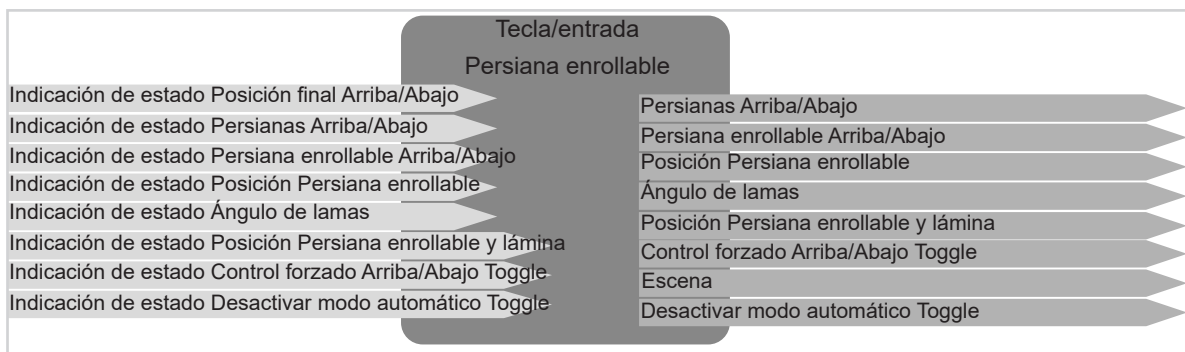 Tecla/entrada
Persiana enrollable
Indicación de estado Posición final Arriba/Abajo
Indicación de estado Persianas Arriba/Abajo
Indicación de estado Persiana enrollable Arriba/Abajo
Indicación de estado Posición Persiana enrollable
Indicación de estado Ángulo de lamas
Indicación de estado Posición Persiana enrollable y lámina
Indicación de estado Control forzado Arriba/Abajo Toggle
Indicación de estado Desactivar modo automático Toggle
Persianas Arriba/Abajo
Persiana enrollable Arriba/Abajo
Posición Persiana enrollable
Ángulo de lamas
Posición Persiana enrollable y lámina
Control forzado Arriba/Abajo Toggle
Escena
Desactivar modo automático Toggle